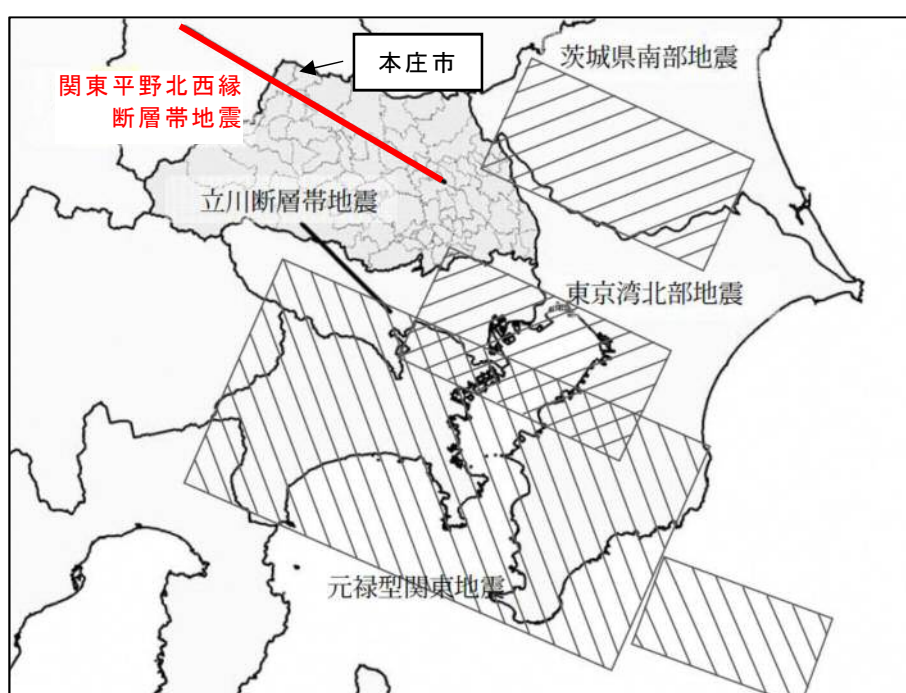 本庄市
茨城県南部地震
関東平野北西縁
断層帯地震
立川断層帯地震
東京湾北部地震
元禄型関東地震